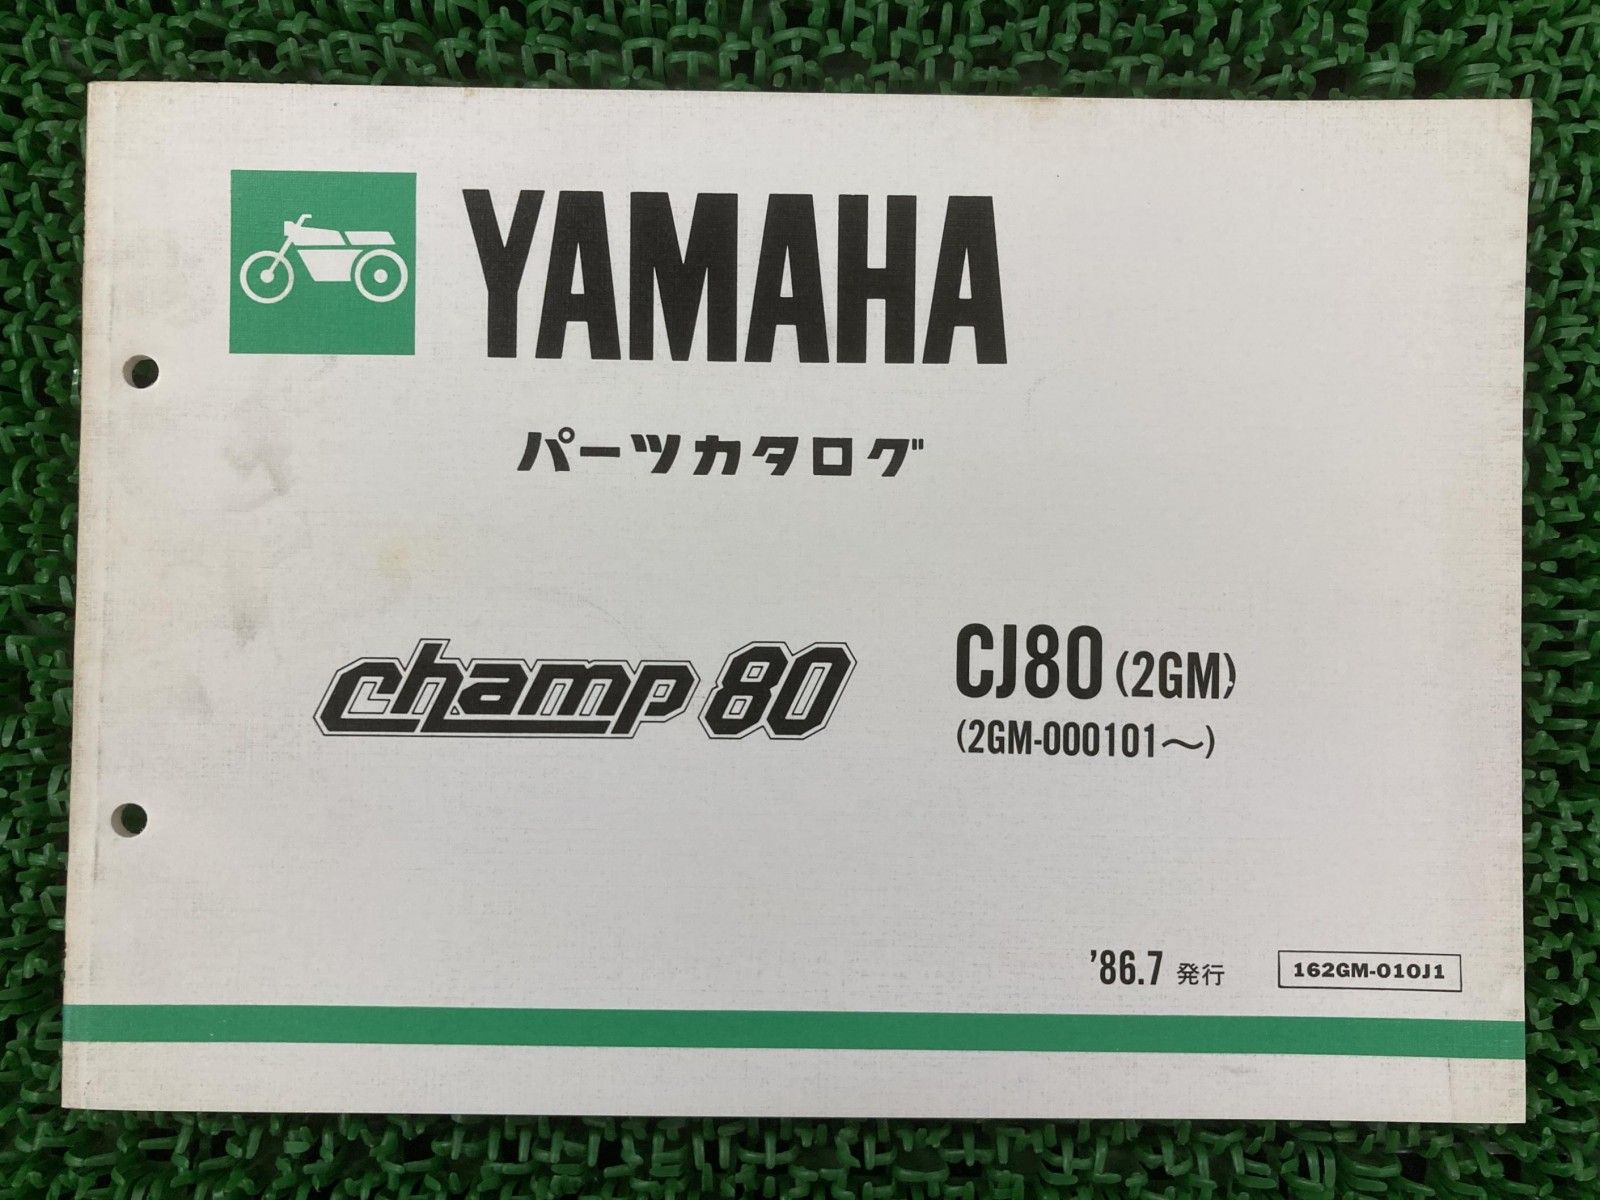 YAMAHA
パーツカタログ
champ 80
CJ80 (2GM)
(2GM-000101～)
'86.7 発行
162GM-010J1